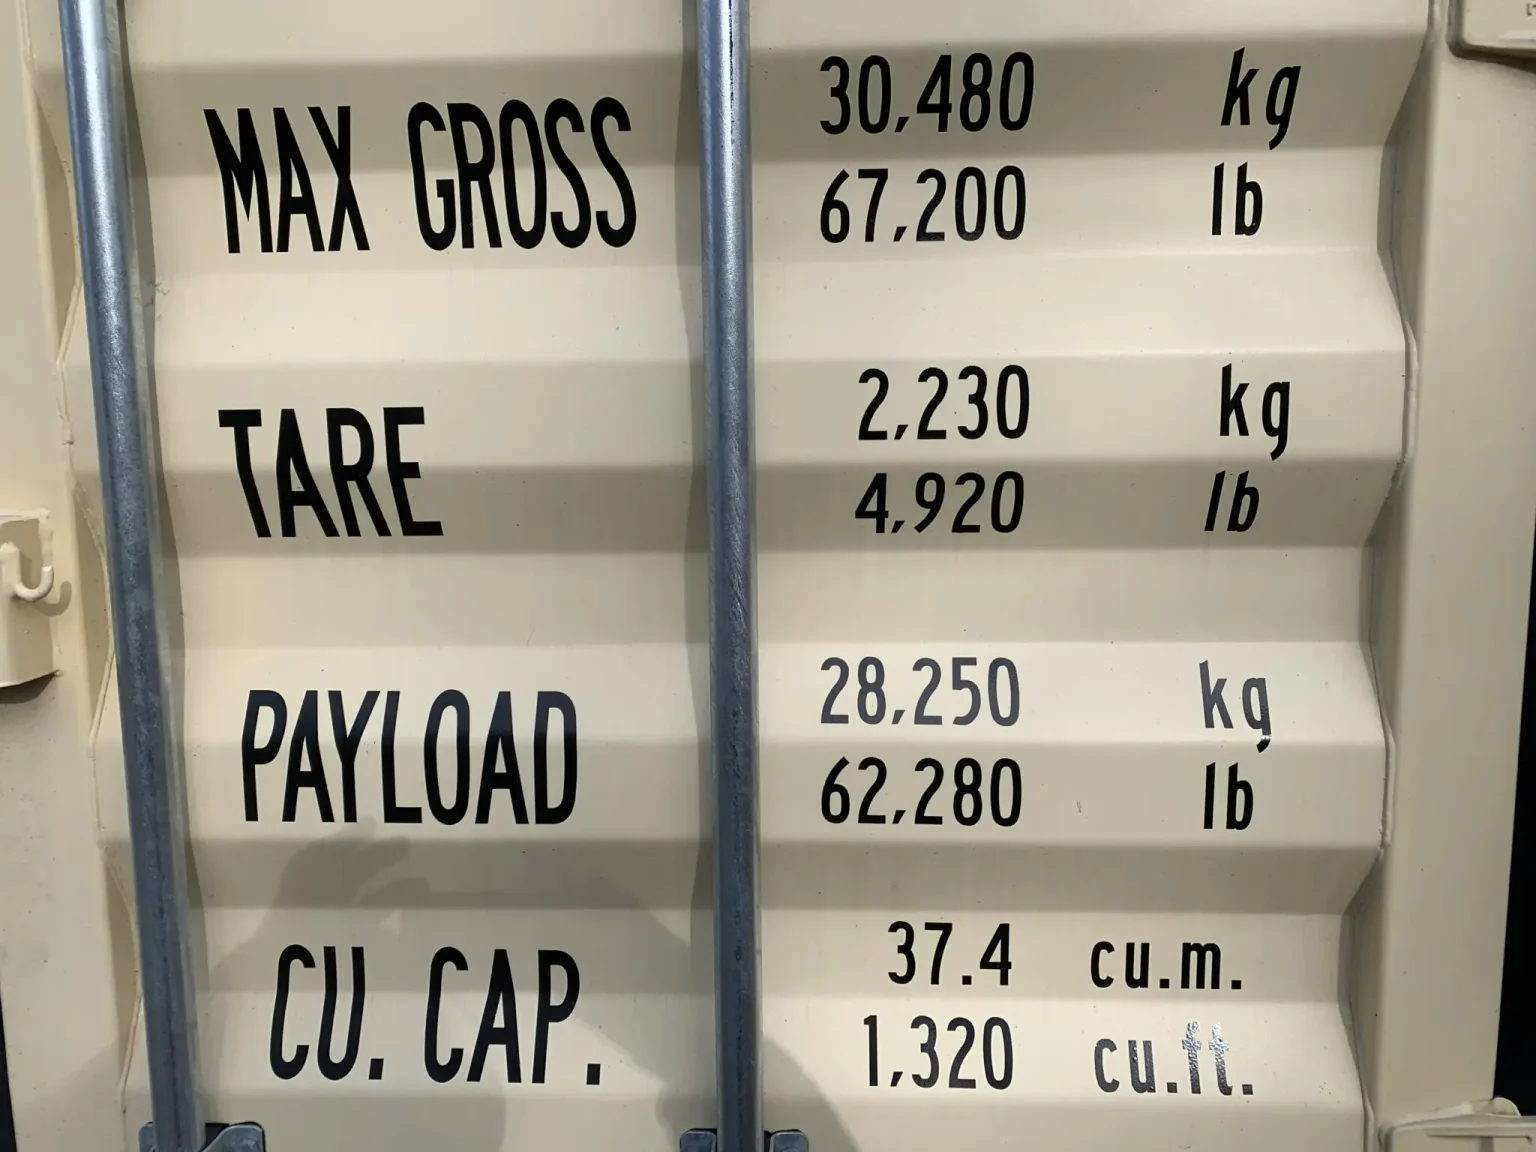 MAX GROSS 30,480 kg
67,200 lb
TARE 2,230 kg
4,920 lb
PAYLOAD 28,250 kg
62,280 lb
CU. CAP. 37.4 cu.m.
1,320 cu.ft.